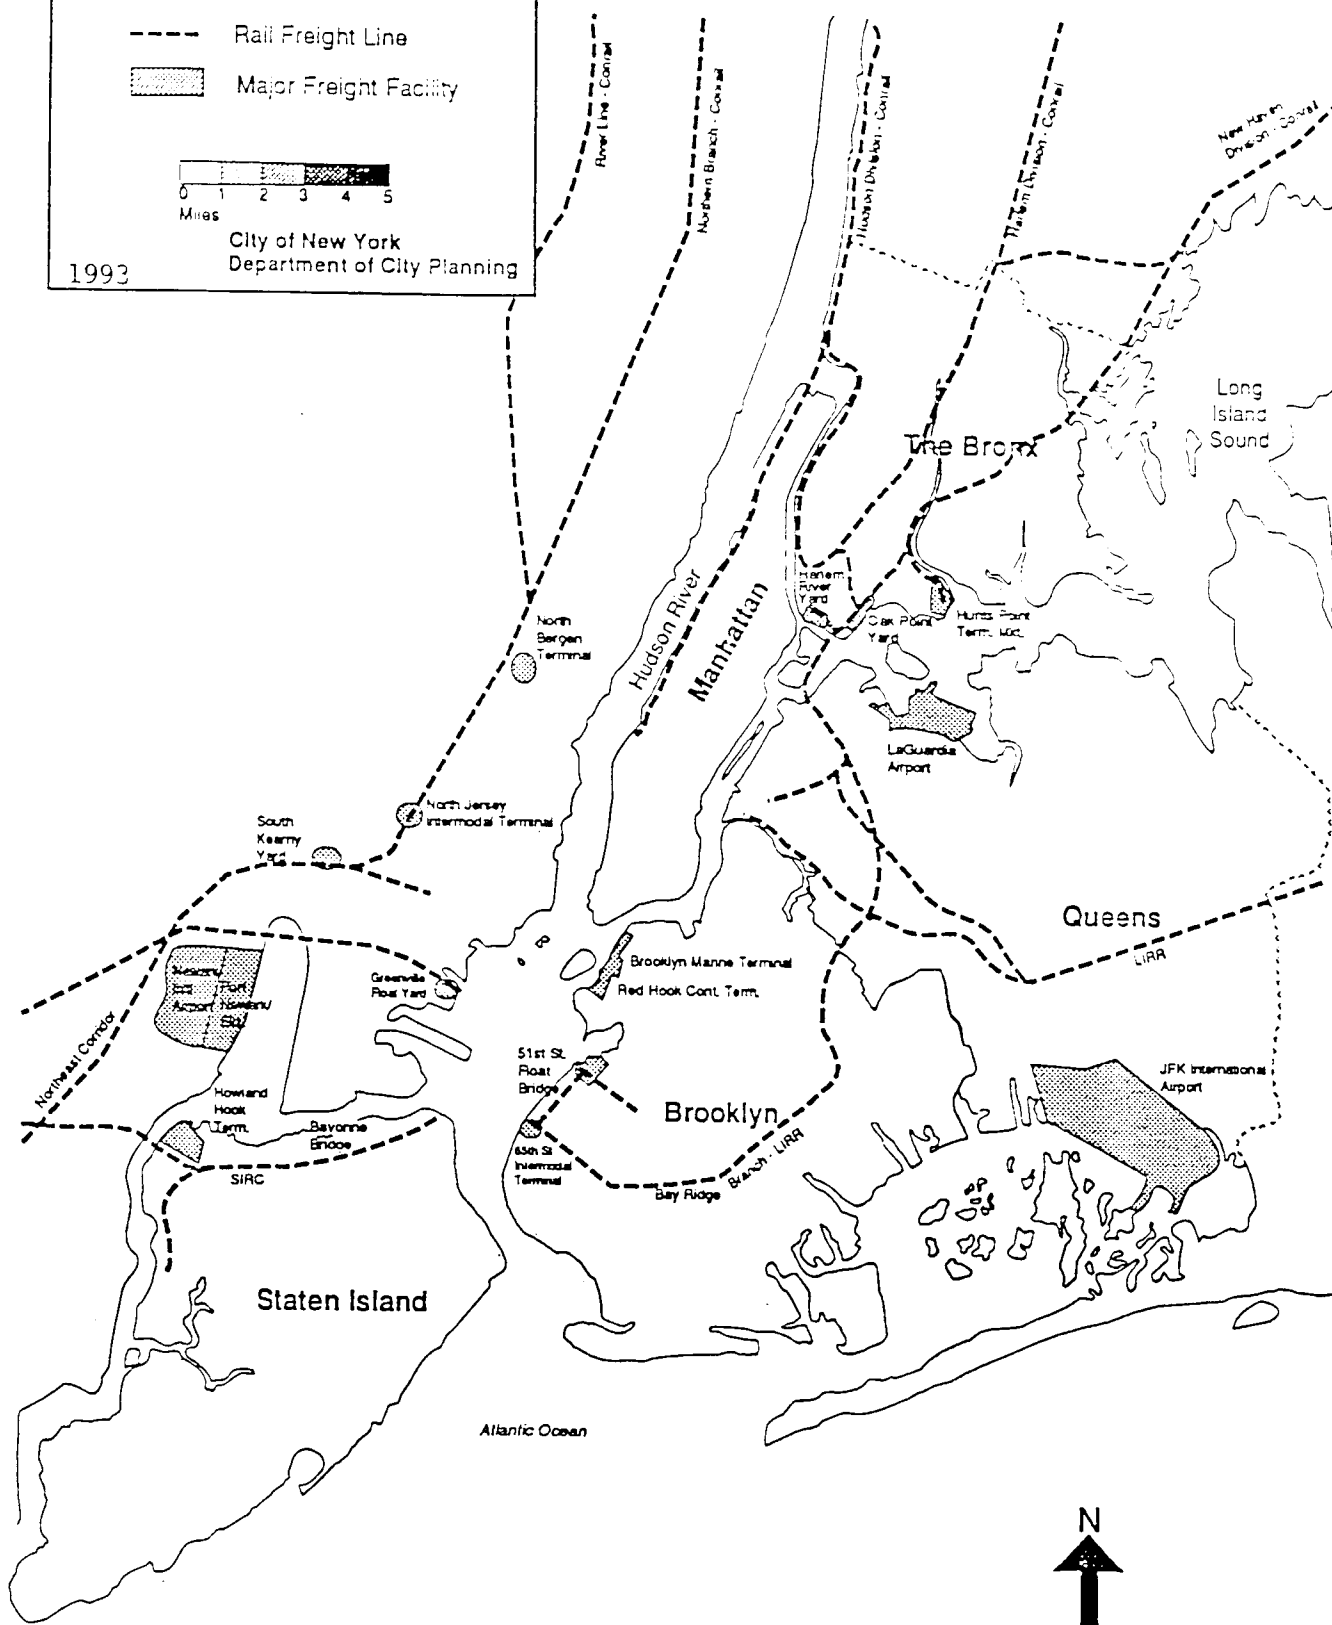 Rail Freight Line
Major Freight Facility
0 1 2 3 4 5
Miles
City of New York
Department of City Planning
1993
River Line - Conrail
Northern Branch - Conrail
Hudson Division - Conrail
Harlem Division - Conrail
New Haven
Division - Conrail
Long
Island
Sound
The Bronx
Hudson River
Manhattan
Harlem
River
Yard
Oak Point
Yard
Hunts Point
Term. Mkt.
North
Bergen
Terminal
LaGuardia
Airport
North Jersey
Intermodal Terminal
South
Kearny
Yard
Queens
LIRR
Brooklyn Marine Terminal
Red Hook Cont. Term.
Greenville
Float Yard
Newark
Int'l
Airport
Port
Newark/
Eliz.
Northeast Corridor
51st St.
Float
Bridge
JFK International
Airport
Howland
Hook
Term.
Bayonne
Bridge
Brooklyn
65th St
Intermodal
Terminal
SIRC
Bay Ridge
Branch - LIRR
Staten Island
Atlantic Ocean
N